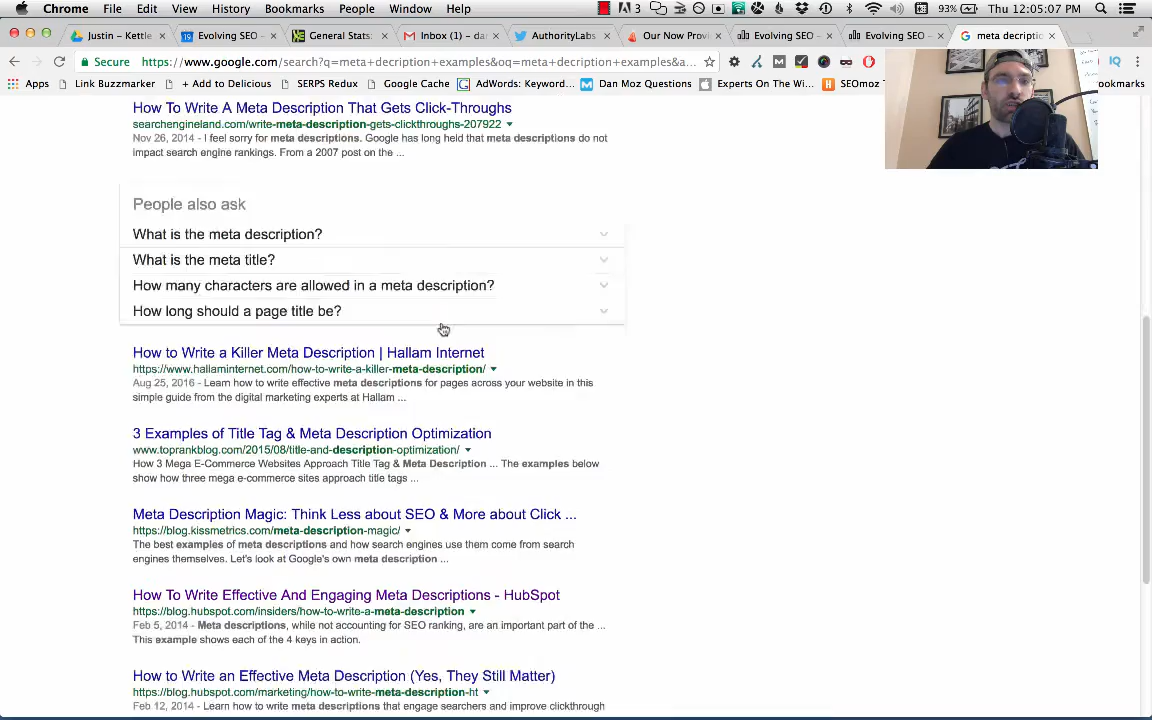 Chrome File Edit View History Bookmarks People Window Help 3 93% Thu 12:05:07 PM
Justin – Kettle 19 Evolving SEO – General Stats: Inbox (1) – da AuthorityLabs Our Now Provi Evolving SEO – Evolving SEO – meta decriptio
Secure https://www.google.com/search?q=meta+decription+examples&oq=meta+decription+examples&a...
Apps Link Buzzmarker + Add to Delicious SERPS Redux Google Cache AdWords: Keyword... Dan Moz Questions Experts On The Wi... SEOmoz ookmarks
How To Write A Meta Description That Gets Click-Throughs
searchengineland.com/write-meta-description-gets-clickthroughs-207922
Nov 26, 2014 - I feel sorry for meta descriptions. Google has long held that meta descriptions do not
impact search engine rankings. From a 2007 post on the ...
People also ask
What is the meta description?
What is the meta title?
How many characters are allowed in a meta description?
How long should a page title be?
How to Write a Killer Meta Description | Hallam Internet
https://www.hallaminternet.com/how-to-write-a-killer-meta-description/
Aug 25, 2016 - Learn how to write effective meta descriptions for pages across your website in this
simple guide from the digital marketing experts at Hallam ...
3 Examples of Title Tag & Meta Description Optimization
www.toprankblog.com/2015/08/title-and-description-optimization/
How 3 Mega E-Commerce Websites Approach Title Tag & Meta Description ... The examples below
show how three mega e-commerce sites approach title tags ...
Meta Description Magic: Think Less about SEO & More about Click ...
https://blog.kissmetrics.com/meta-description-magic/
The best examples of meta descriptions and how search engines use them come from search
engines themselves. Let's look at Google's own meta description ...
How To Write Effective And Engaging Meta Descriptions - HubSpot
https://blog.hubspot.com/insiders/how-to-write-a-meta-description
Feb 5, 2014 - Meta descriptions, while not accounting for SEO ranking, are an important part of the ...
This example shows each of the 4 keys in action.
How to Write an Effective Meta Description (Yes, They Still Matter)
https://blog.hubspot.com/marketing/how-to-write-meta-description-ht
Feb 12, 2014 - Learn how to write meta descriptions that engage searchers and improve clickthrough